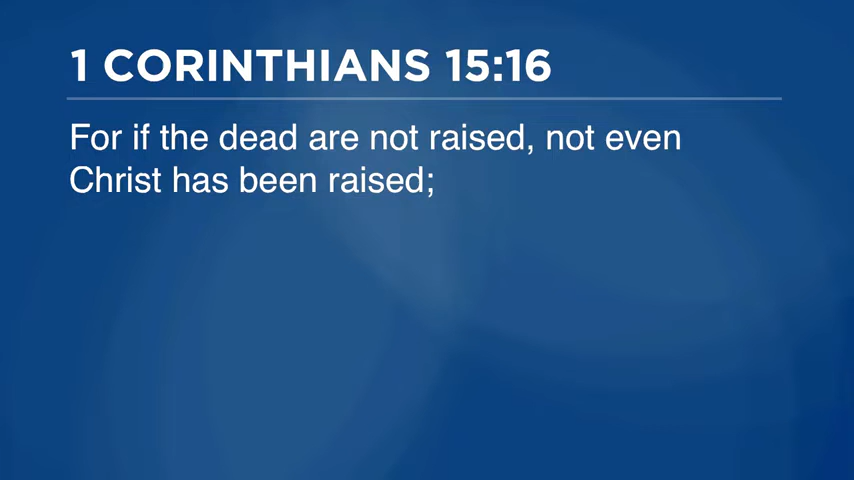 1 CORINTHIANS 15:16
For if the dead are not raised, not even
Christ has been raised;